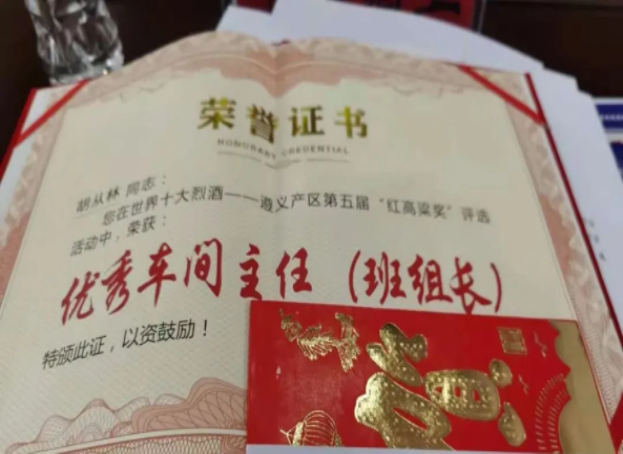 荣誉证书
HONORARY CREDENTIAL
胡从林 同志：
您在世界十大烈酒——遵义产区第五届“红高粱奖”评选
活动中，荣获：
优秀车间主任（班组长）
特颁此证，以资鼓励！